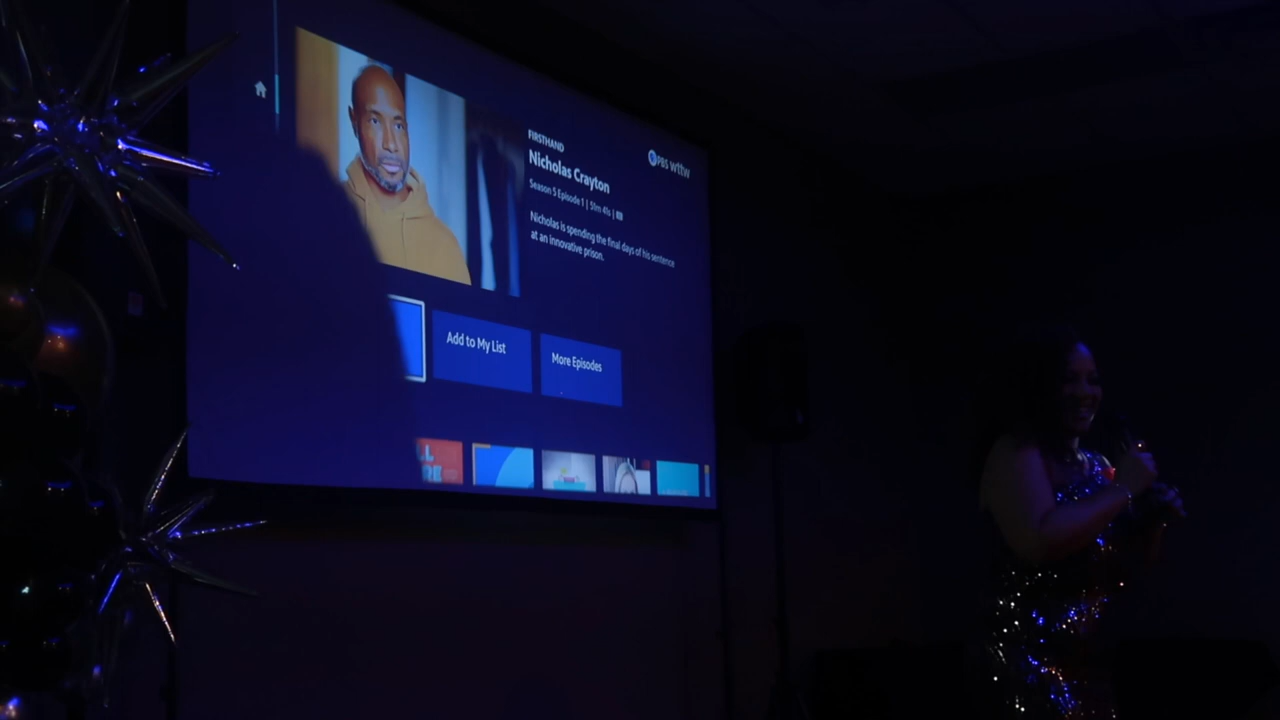 FIRSTHAND
Nicholas Crayton
Season 5 Episode 1 | 51m 41s |
Nicholas is spending the final days of his sentence
at an innovative prison.
PBS wttw
Add to My List
More Episodes